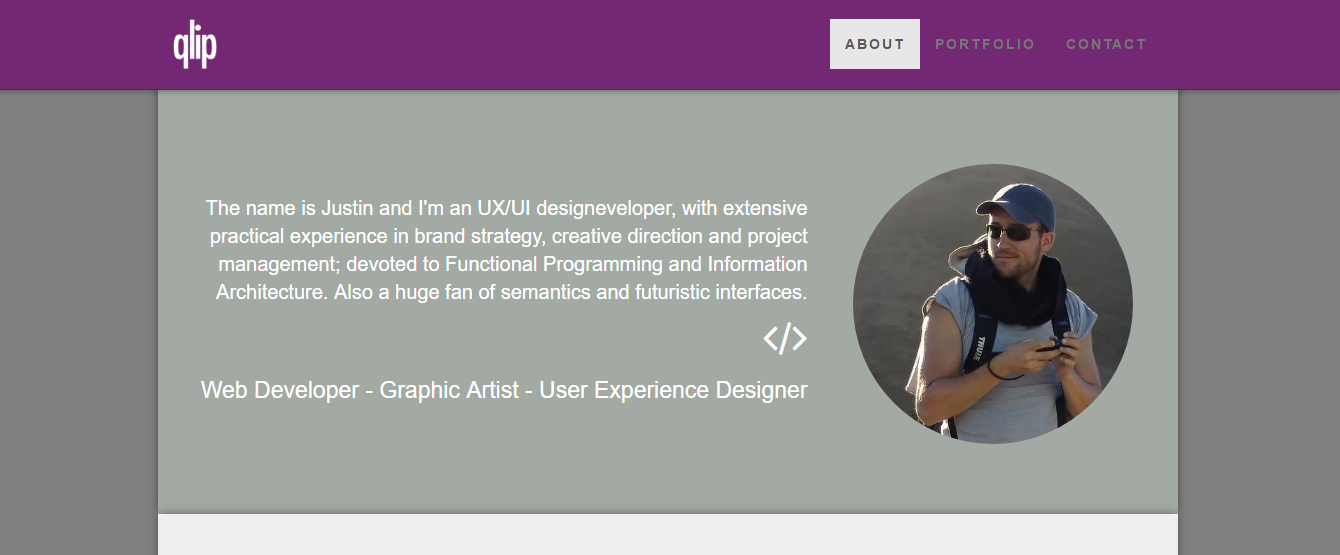 qlip
ABOUT PORTFOLIO CONTACT
The name is Justin and I'm an UX/UI designeveloper, with extensive
practical experience in brand strategy, creative direction and project
management; devoted to Functional Programming and Information
Architecture. Also a huge fan of semantics and futuristic interfaces.
</>
Web Developer - Graphic Artist - User Experience Designer
THULE